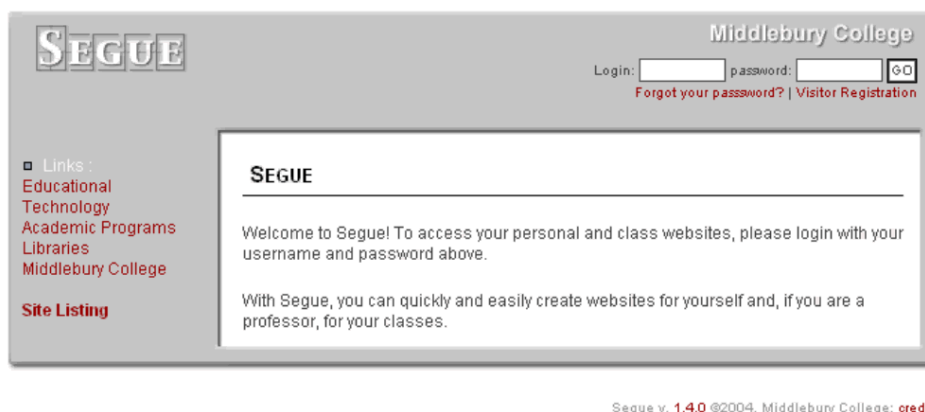 SEGUE
Middlebury College
Login: password: GO
Forgot your passsword? | Visitor Registration
Links :
Educational
Technology
Academic Programs
Libraries
Middlebury College
Site Listing
SEGUE
Welcome to Segue! To access your personal and class websites, please login with your
username and password above.
With Segue, you can quickly and easily create websites for yourself and, if you are a
professor, for your classes.
Segue v. 1.4.0 ©2004, Middlebury College: cred